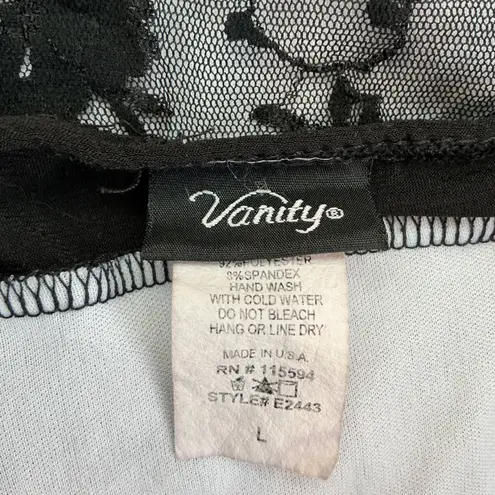 Vanity®
92% POLYESTER
8% SPANDEX
HAND WASH
WITH COLD WATER
DO NOT BLEACH
HANG OR LINE DRY
MADE IN U.S.A.
RN # 115594
STYLE# E2443
L